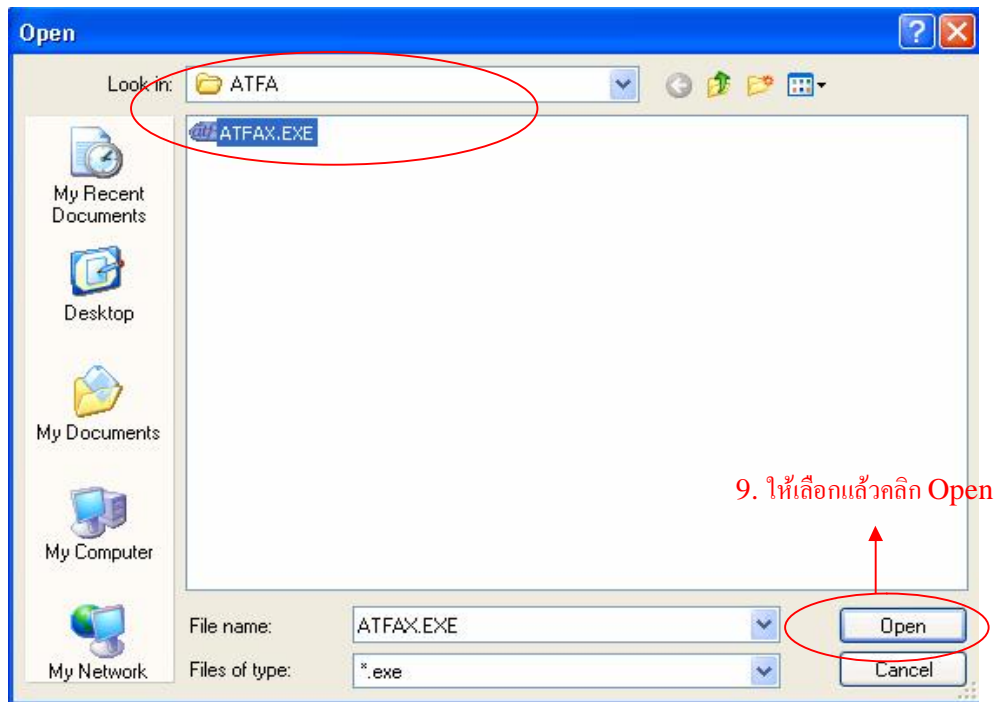 Open
Look in:
ATFA
ATFAX.EXE
My Recent
Documents
Desktop
My Documents
My Computer
My Network
9. ให้เลือกแล้วคลิก Open
File name:
ATFAX.EXE
Open
Files of type:
*.exe
Cancel